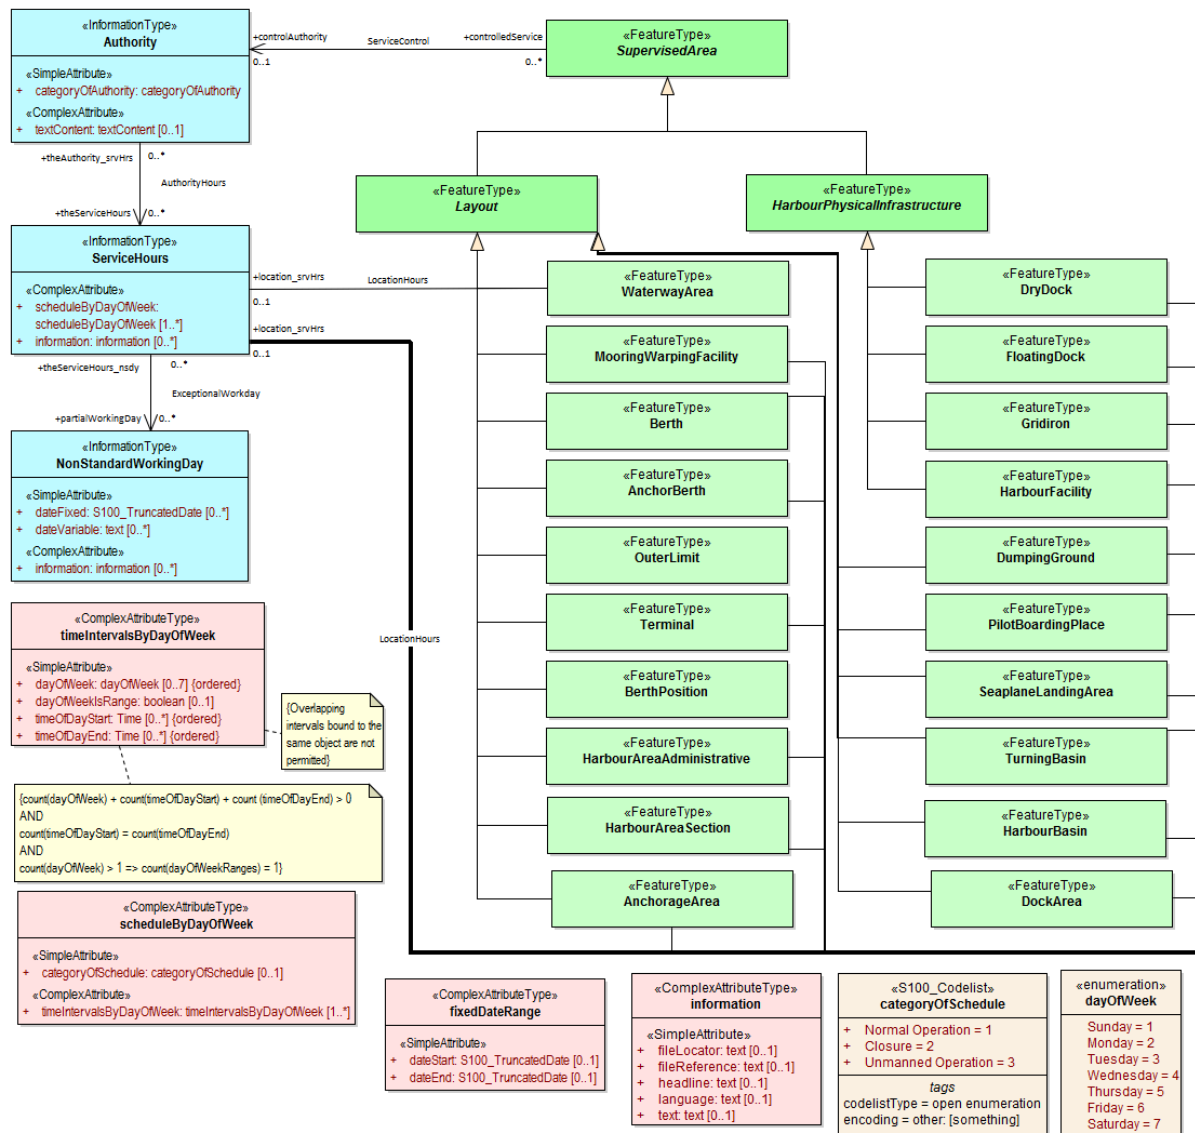 «InformationType»
Authority
«SimpleAttribute»
+ categoryOfAuthority: categoryOfAuthority
«ComplexAttribute»
+ textContent: textContent [0..1]
+controlAuthority
ServiceControl
+controlledService
0..1
0..*
«FeatureType»
SupervisedArea
+theAuthority_srvHrs
0..*
AuthorityHours
+theServiceHours
0..*
«FeatureType»
Layout
«FeatureType»
HarbourPhysicalInfrastructure
«InformationType»
ServiceHours
«ComplexAttribute»
+ scheduleByDayOfWeek:
scheduleByDayOfWeek [1..*]
+ information: information [0..*]
+location_srvHrs
LocationHours
0..1
+location_srvHrs
0..1
+theServiceHours_nsdy
0..*
ExceptionalWorkday
+partialWorkingDay
0..*
«InformationType»
NonStandardWorkingDay
«SimpleAttribute»
+ dateFixed: S100_TruncatedDate [0..*]
+ dateVariable: text [0..*]
«ComplexAttribute»
+ information: information [0..*]
«FeatureType»
WaterwayArea
«FeatureType»
MooringWarpingFacility
«FeatureType»
Berth
«FeatureType»
AnchorBerth
«FeatureType»
OuterLimit
«FeatureType»
Terminal
«FeatureType»
BerthPosition
«FeatureType»
HarbourAreaAdministrative
«FeatureType»
HarbourAreaSection
«FeatureType»
AnchorageArea
«FeatureType»
DryDock
«FeatureType»
FloatingDock
«FeatureType»
Gridiron
«FeatureType»
HarbourFacility
«FeatureType»
DumpingGround
«FeatureType»
PilotBoardingPlace
«FeatureType»
SeaplaneLandingArea
«FeatureType»
TurningBasin
«FeatureType»
HarbourBasin
«FeatureType»
DockArea
LocationHours
«ComplexAttributeType»
timeIntervalsByDayOfWeek
«SimpleAttribute»
+ dayOfWeek: dayOfWeek [0..7] {ordered}
+ dayOfWeekIsRange: boolean [0..1]
+ timeOfDayStart: Time [0..*] {ordered}
+ timeOfDayEnd: Time [0..*] {ordered}
{Overlapping
intervals bound to the
same object are not
permitted}
{count(dayOfWeek) + count(timeOfDayStart) + count (timeOfDayEnd) > 0
AND
count(timeOfDayStart) = count(timeOfDayEnd)
AND
count(dayOfWeek) > 1 => count(dayOfWeekRanges) = 1}
«ComplexAttributeType»
scheduleByDayOfWeek
«SimpleAttribute»
+ categoryOfSchedule: categoryOfSchedule [0..1]
«ComplexAttribute»
+ timeIntervalsByDayOfWeek: timeIntervalsByDayOfWeek [1..*]
«ComplexAttributeType»
fixedDateRange
«SimpleAttribute»
+ dateStart: S100_TruncatedDate [0..1]
+ dateEnd: S100_TruncatedDate [0..1]
«ComplexAttributeType»
information
«SimpleAttribute»
+ fileLocator: text [0..1]
+ fileReference: text [0..1]
+ headline: text [0..1]
+ language: text [0..1]
+ text: text [0..1]
«S100_Codelist»
categoryOfSchedule
+ Normal Operation = 1
+ Closure = 2
+ Unmanned Operation = 3
tags
codelistType = open enumeration
encoding = other: [something]
«enumeration»
dayOfWeek
Sunday = 1
Monday = 2
Tuesday = 3
Wednesday = 4
Thursday = 5
Friday = 6
Saturday = 7